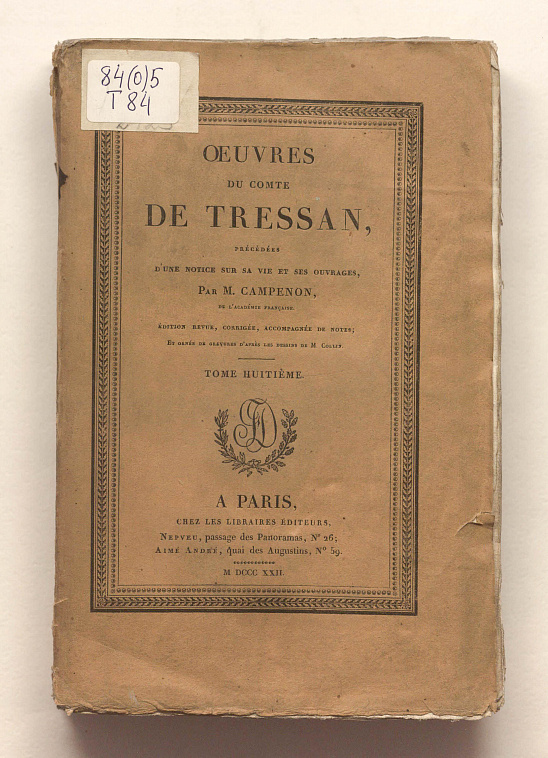 84(0)5
T 84
OEUVRES
DU COMTE
DE TRESSAN,
PRÉCÉDÉES
D'UNE NOTICE SUR SA VIE ET SES OUVRAGES,
PAR M. CAMPENON,
DE L'ACADÉMIE FRANÇAISE.
ÉDITION REVUE, CORRIGÉE, ACCOMPAGNÉE DE NOTES;
ET ORNÉE DE GRAVURES D'APRÈS LES DESSINS DE M COLIN.
TOME HUITIÈME.
A PARIS,
CHEZ LES LIBRAIRES ÉDITEURS,
NEPVEU, passage des Panoramas, N° 26;
AIMÉ ANDRÉ, quai des Augustins, N° 59.
M DCCC XXII.